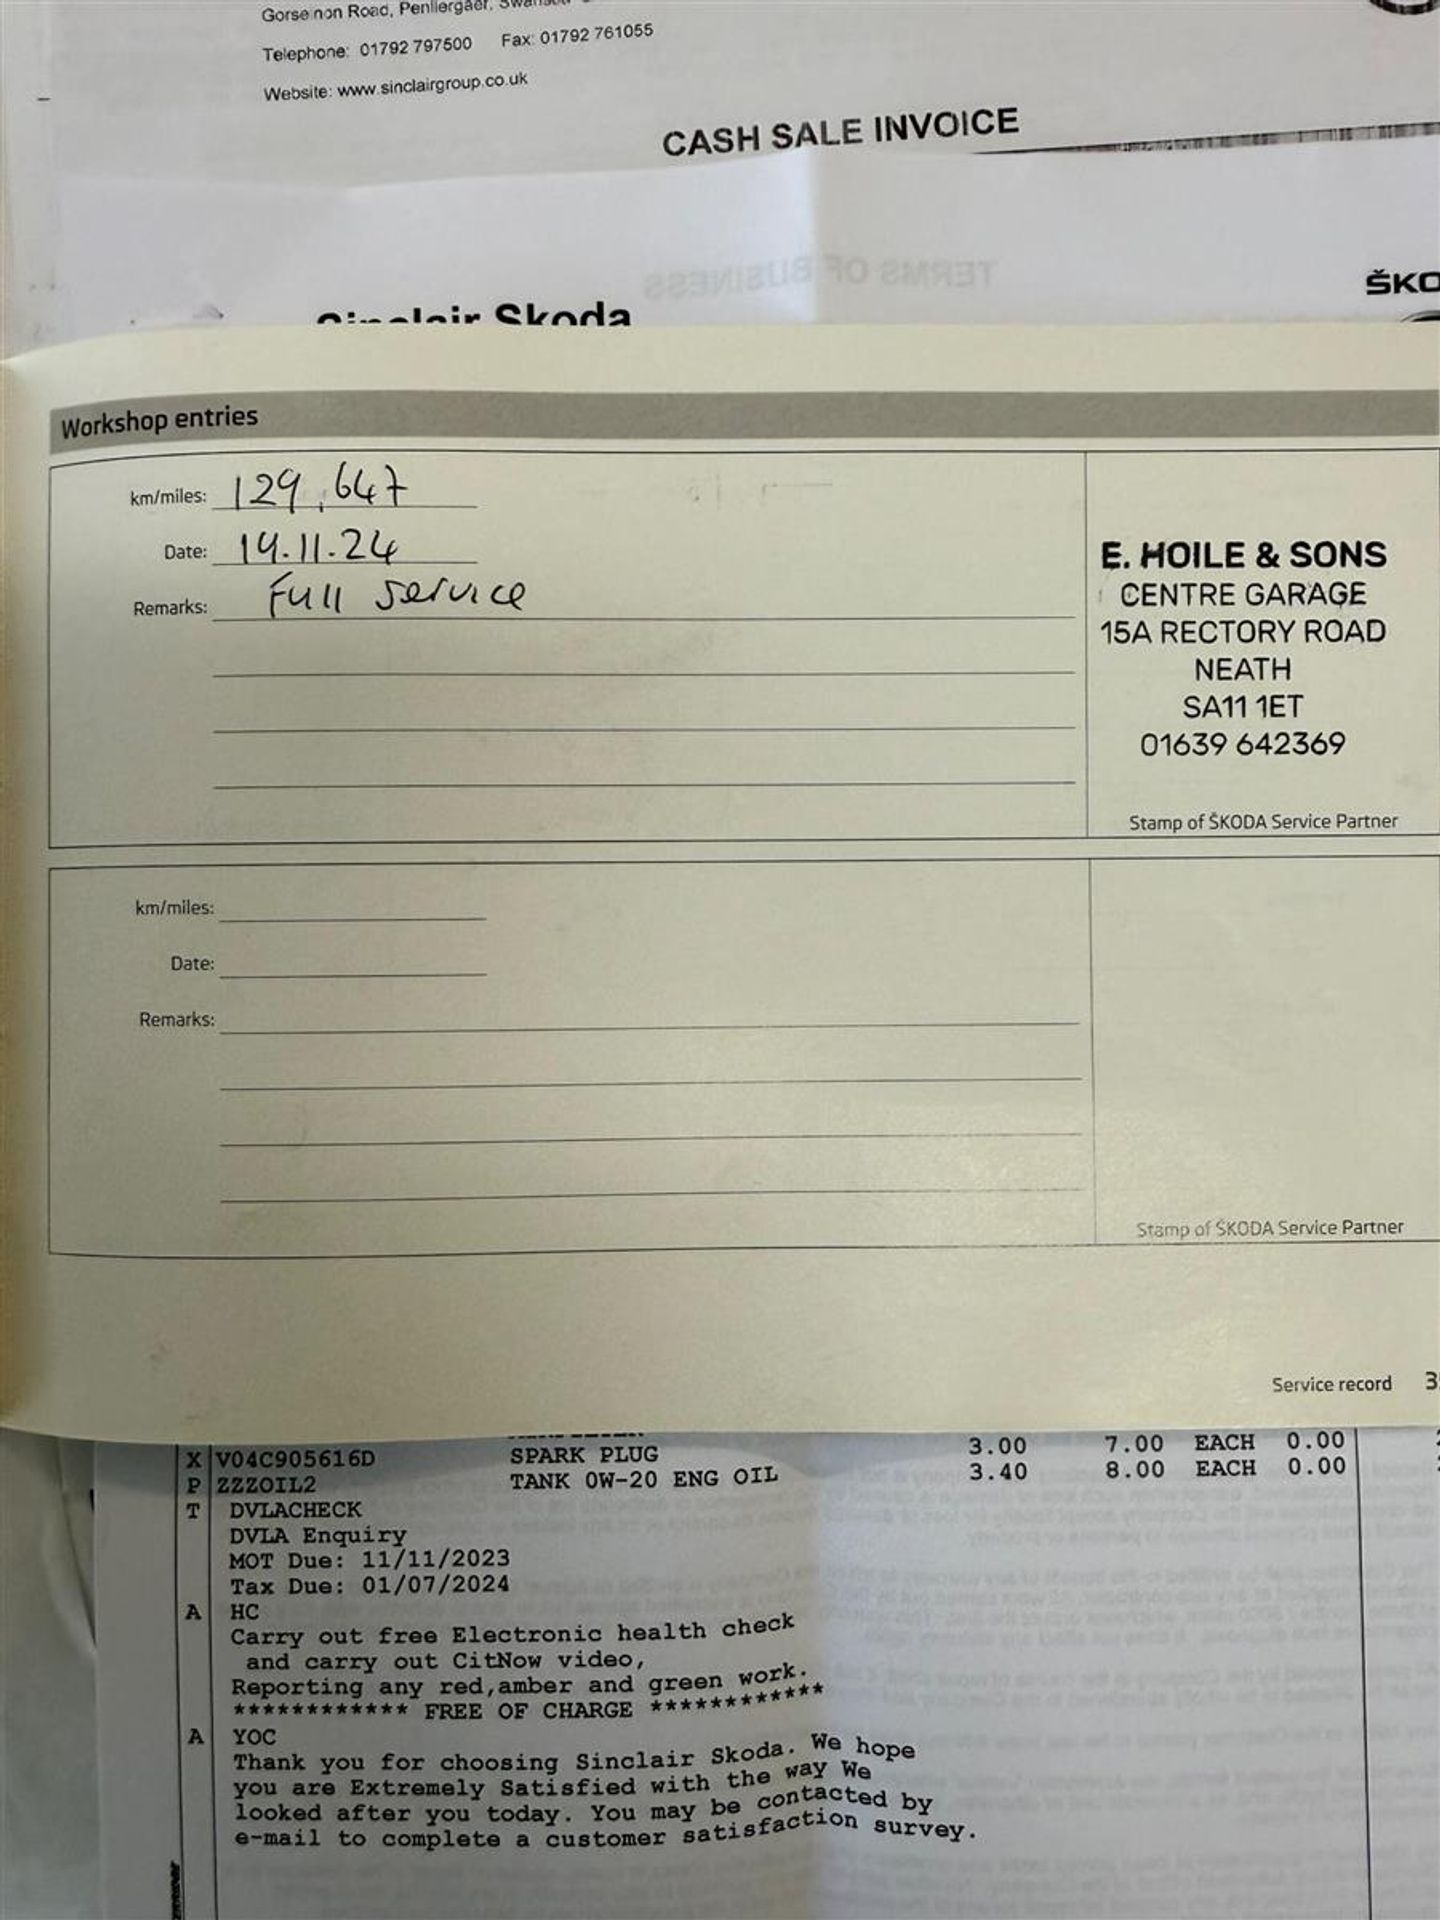 Gorseinon Road, Penllergaer, Swansea
Telephone: 01792 797500 Fax: 01792 761055
Website: www.sinclairgroup.co.uk
CASH SALE INVOICE
TERMS OF BUSINESS
ŠKO
Sinclair Skoda
Workshop entries
km/miles: 129,647
Date: 19.11.24
Remarks: Full Service
E. HOILE & SONS
CENTRE GARAGE
15A RECTORY ROAD
NEATH
SA11 1ET
01639 642369
Stamp of ŠKODA Service Partner
km/miles:
Date:
Remarks:
Stamp of ŠKODA Service Partner
Service record 3
X V04C905616D SPARK PLUG 3.00 7.00 EACH 0.00
P ZZZOIL2 TANK 0W-20 ENG OIL 3.40 8.00 EACH 0.00
T DVLACHECK
DVLA Enquiry
MOT Due: 11/11/2023
Tax Due: 01/07/2024
A HC
Carry out free Electronic health check
and carry out CitNow video,
Reporting any red,amber and green work.
************ FREE OF CHARGE ************
A YOC
Thank you for choosing Sinclair Skoda. We hope
you are Extremely Satisfied with the way We
looked after you today. You may be contacted by
e-mail to complete a customer satisfaction survey.